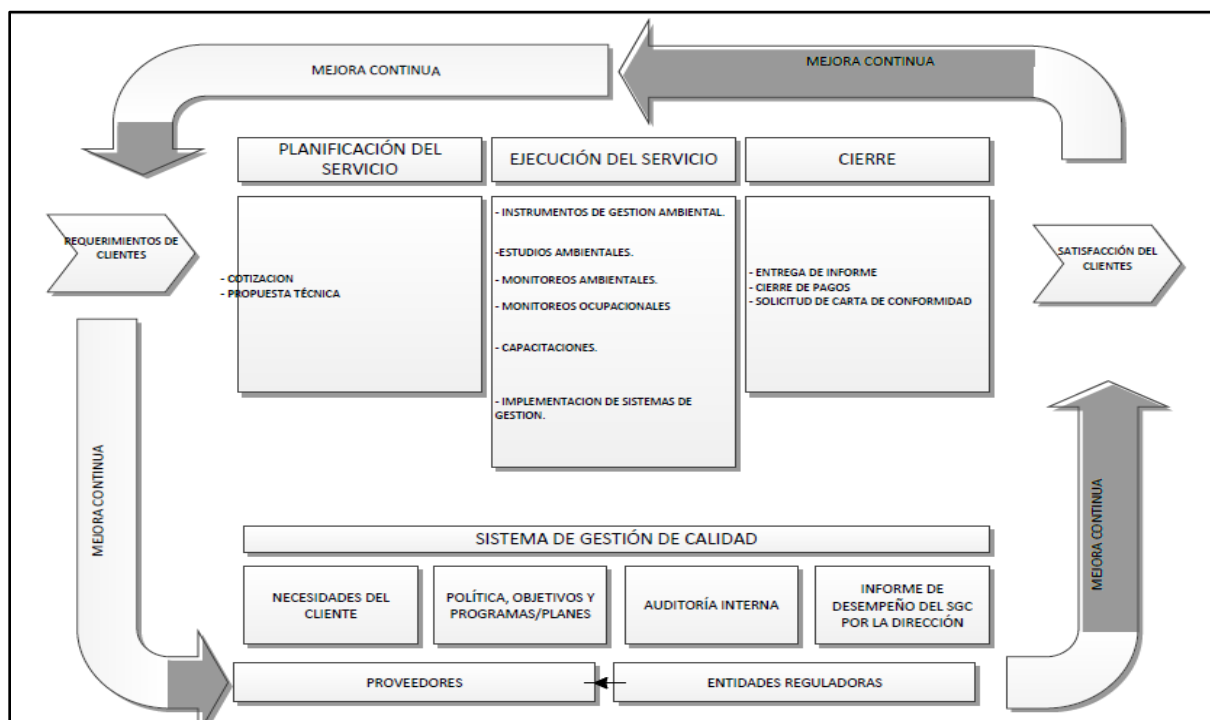 MEJORA CONTINUA
MEJORA CONTINUA
PLANIFICACIÓN DEL
SERVICIO
EJECUCIÓN DEL SERVICIO
CIERRE
REQUERIMIENTOS DE
CLIENTES
- COTIZACION
- PROPUESTA TÉCNICA
- INSTRUMENTOS DE GESTION AMBIENTAL.
-ESTUDIOS AMBIENTALES.
- MONITOREOS AMBIENTALES.
- MONITOREOS OCUPACIONALES
- CAPACITACIONES.
- IMPLEMENTACION DE SISTEMAS DE
GESTION.
- ENTREGA DE INFORME
- CIERRE DE PAGOS
- SOLICITUD DE CARTA DE CONFORMIDAD
SATISFACCIÓN DEL
CLIENTES
MEJORA CONTINUA
MEJORA CONTINUA
SISTEMA DE GESTIÓN DE CALIDAD
NECESIDADES DEL
CLIENTE
POLÍTICA, OBJETIVOS Y
PROGRAMAS/PLANES
AUDITORÍA INTERNA
INFORME DE
DESEMPEÑO DEL SGC
POR LA DIRECCIÓN
PROVEEDORES
ENTIDADES REGULADORAS